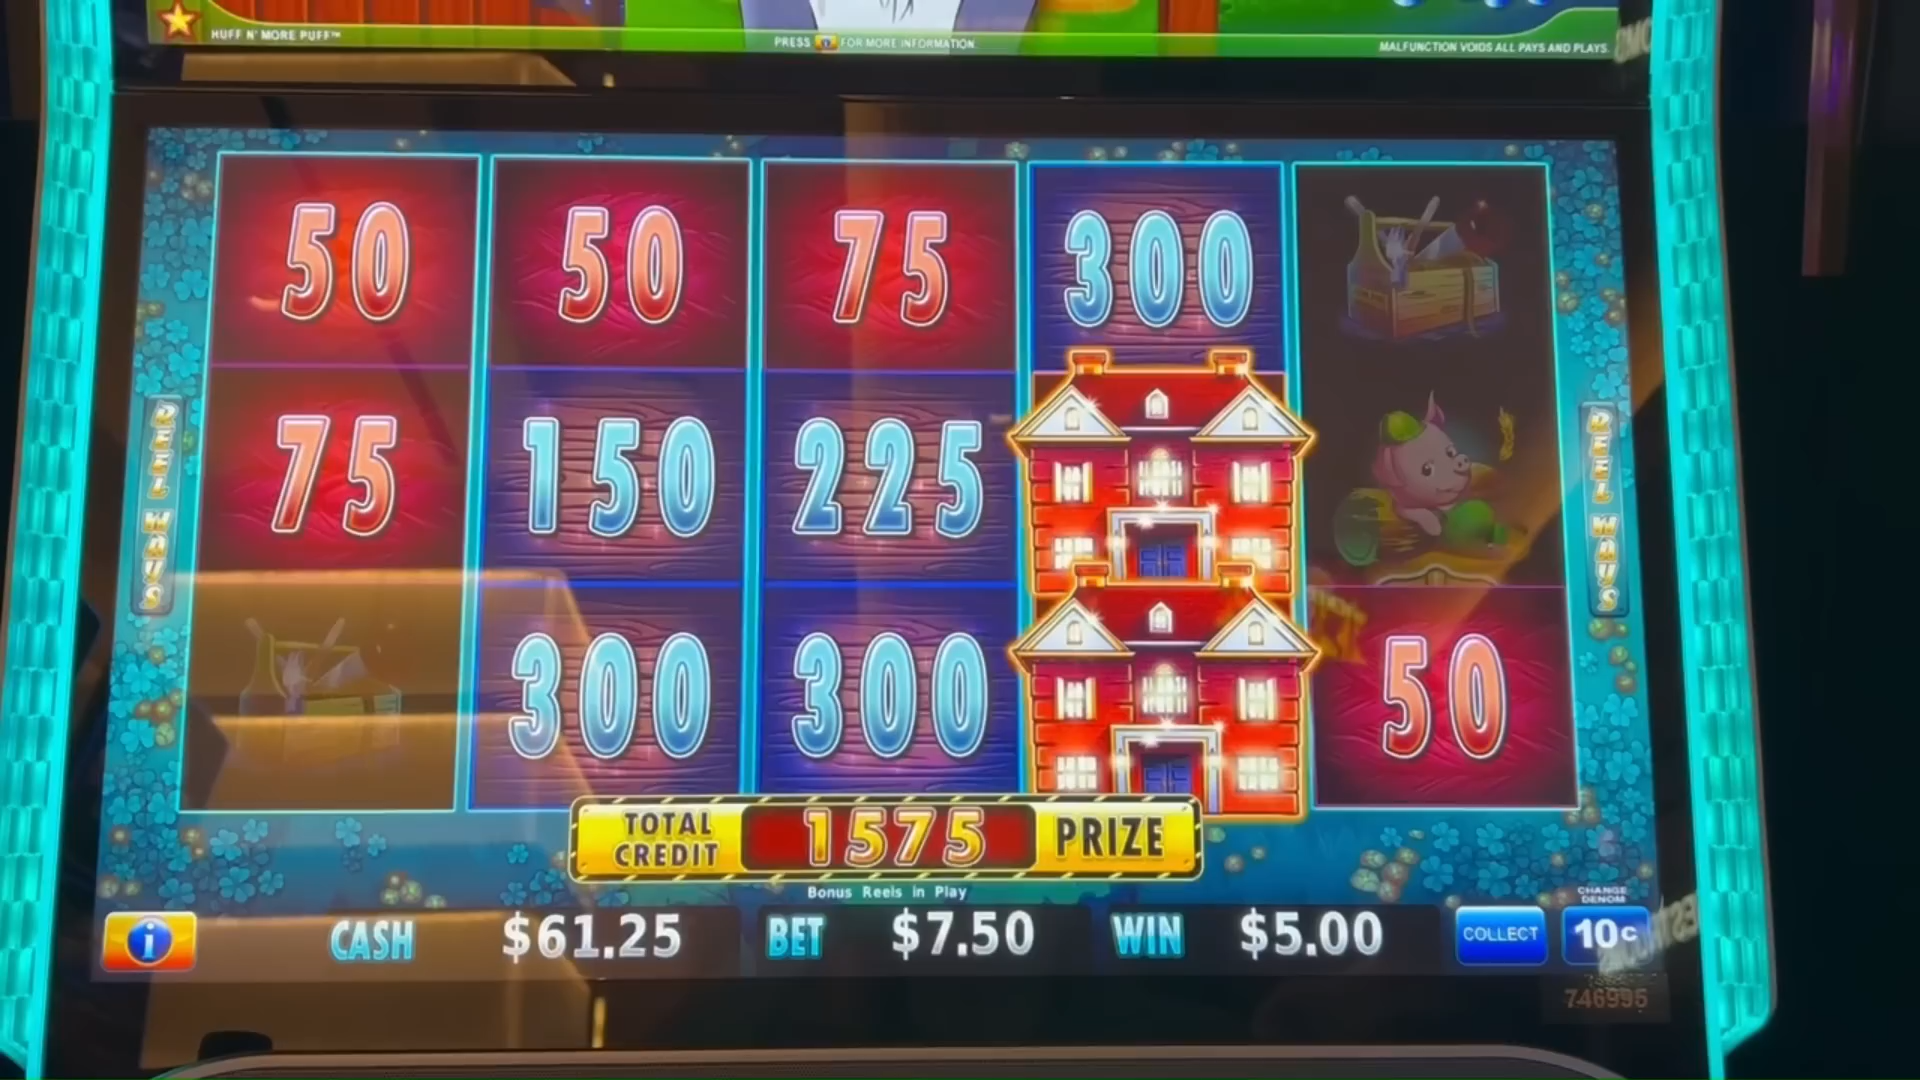 HUFF N' MORE PUFF™
PRESS i FOR MORE INFORMATION.
MALFUNCTION VOIDS ALL PAYS AND PLAYS.
50 50 75 300
75 150 225
300 300 50
REEL WAYS
REEL WAYS
TOTAL CREDIT 1575 PRIZE
Bonus Reels in Play
i CASH $61.25 BET $7.50 WIN $5.00 COLLECT
CHANGE DENOM
10¢
746995